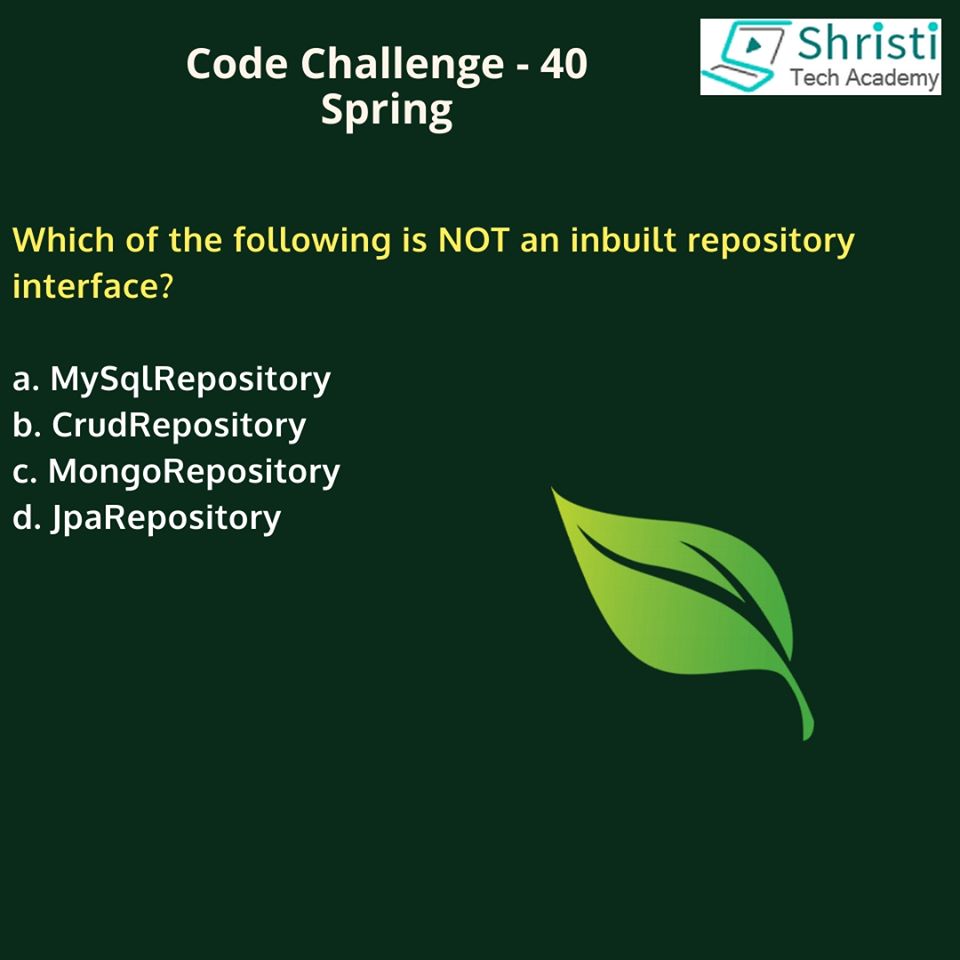 Code Challenge - 40
Spring
Shristi
Tech Academy
Which of the following is NOT an inbuilt repository
interface?
a. MySqlRepository
b. CrudRepository
c. MongoRepository
d. JpaRepository